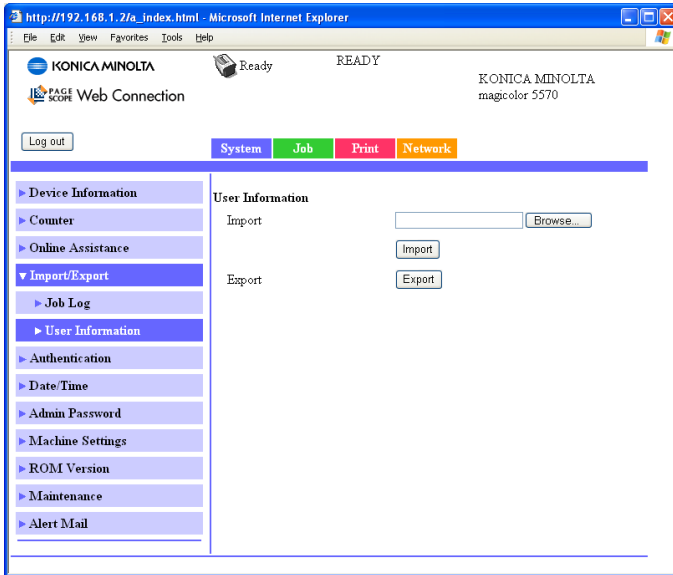 http://192.168.1.2/a_index.html - Microsoft Internet Explorer
File Edit View Favorites Tools Help
KONICA MINOLTA
Ready
READY
KONICA MINOLTA
magicolor 5570
PAGE SCOPE Web Connection
Log out
System Job Print Network
Device Information
Counter
Online Assistance
Import/Export
Job Log
User Information
Authentication
Date/Time
Admin Password
Machine Settings
ROM Version
Maintenance
Alert Mail
User Information
Import
Browse...
Import
Export
Export